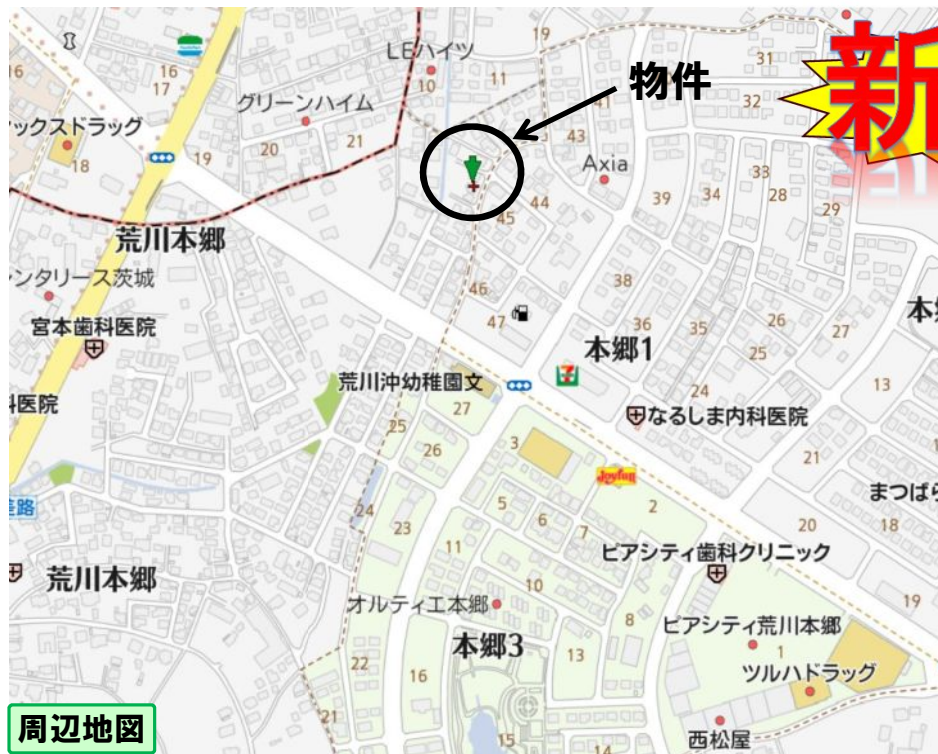 19
LEハイツ
31
新
16
16
17
10
11
物件
32
41
グリーンハイム
ックスドラッグ
43
18
19
20
21
Axia
33
44
39
34
28
29
45
荒川本郷
38
ンタリース茨城
46
本
宮本歯科医院
47
36
35
26
27
本郷1
25
荒川沖幼稚園文
7
24
13
科医院
27
なるしま内科医院
25
3
26
21
Joyfun
まつばら
5
2
24
6
20
18
23
7
11
ピアシティ歯科クリニック
荒川本郷
10
19
オルティエ本郷
8
ピアシティ荒川本郷
本郷3
13
1
22
16
ツルハドラッグ
21
周辺地図
15
14
西松屋